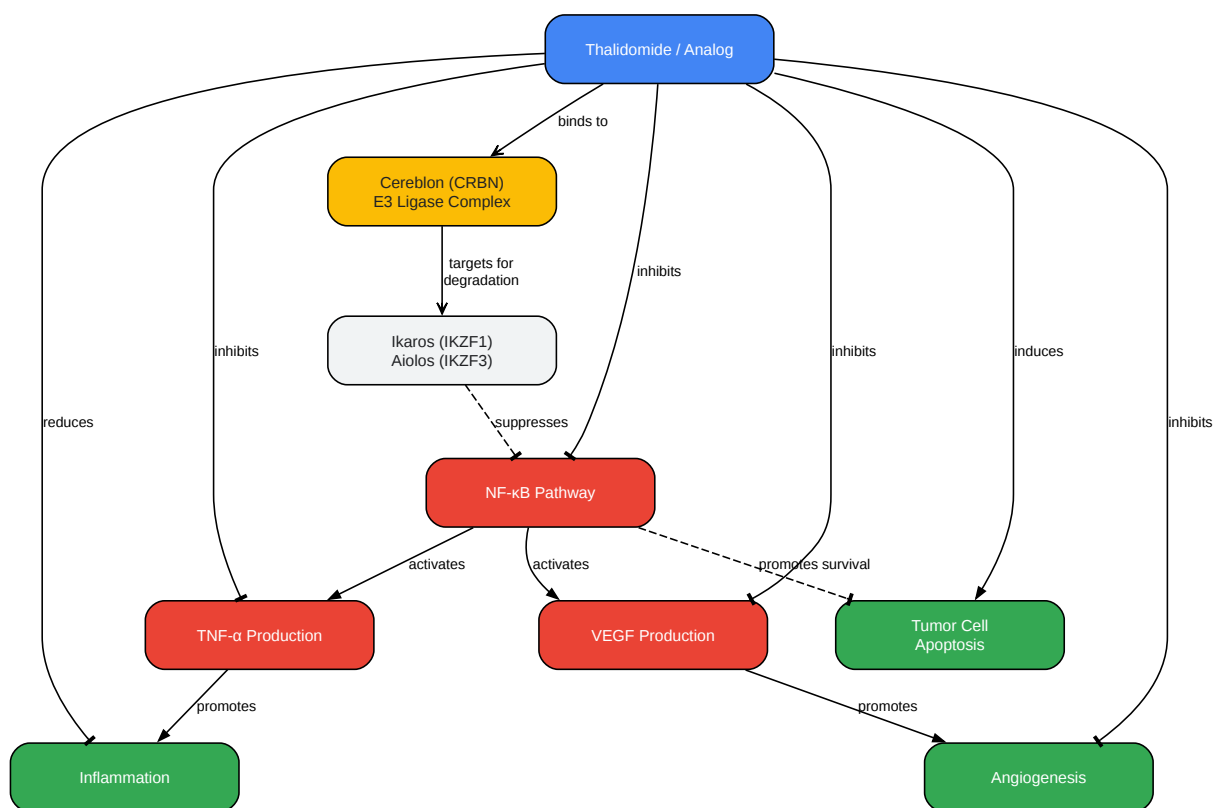 Thalidomide / Analog
binds to
Cereblon (CRBN)
E3 Ligase Complex
targets for
degradation
inhibits
Ikaros (IKZF1)
Aiolos (IKZF3)
inhibits
inhibits
induces
reduces
suppresses
inhibits
NF-κB Pathway
activates
activates
promotes survival
TNF-α Production
VEGF Production
Tumor Cell
Apoptosis
promotes
promotes
Inflammation
Angiogenesis